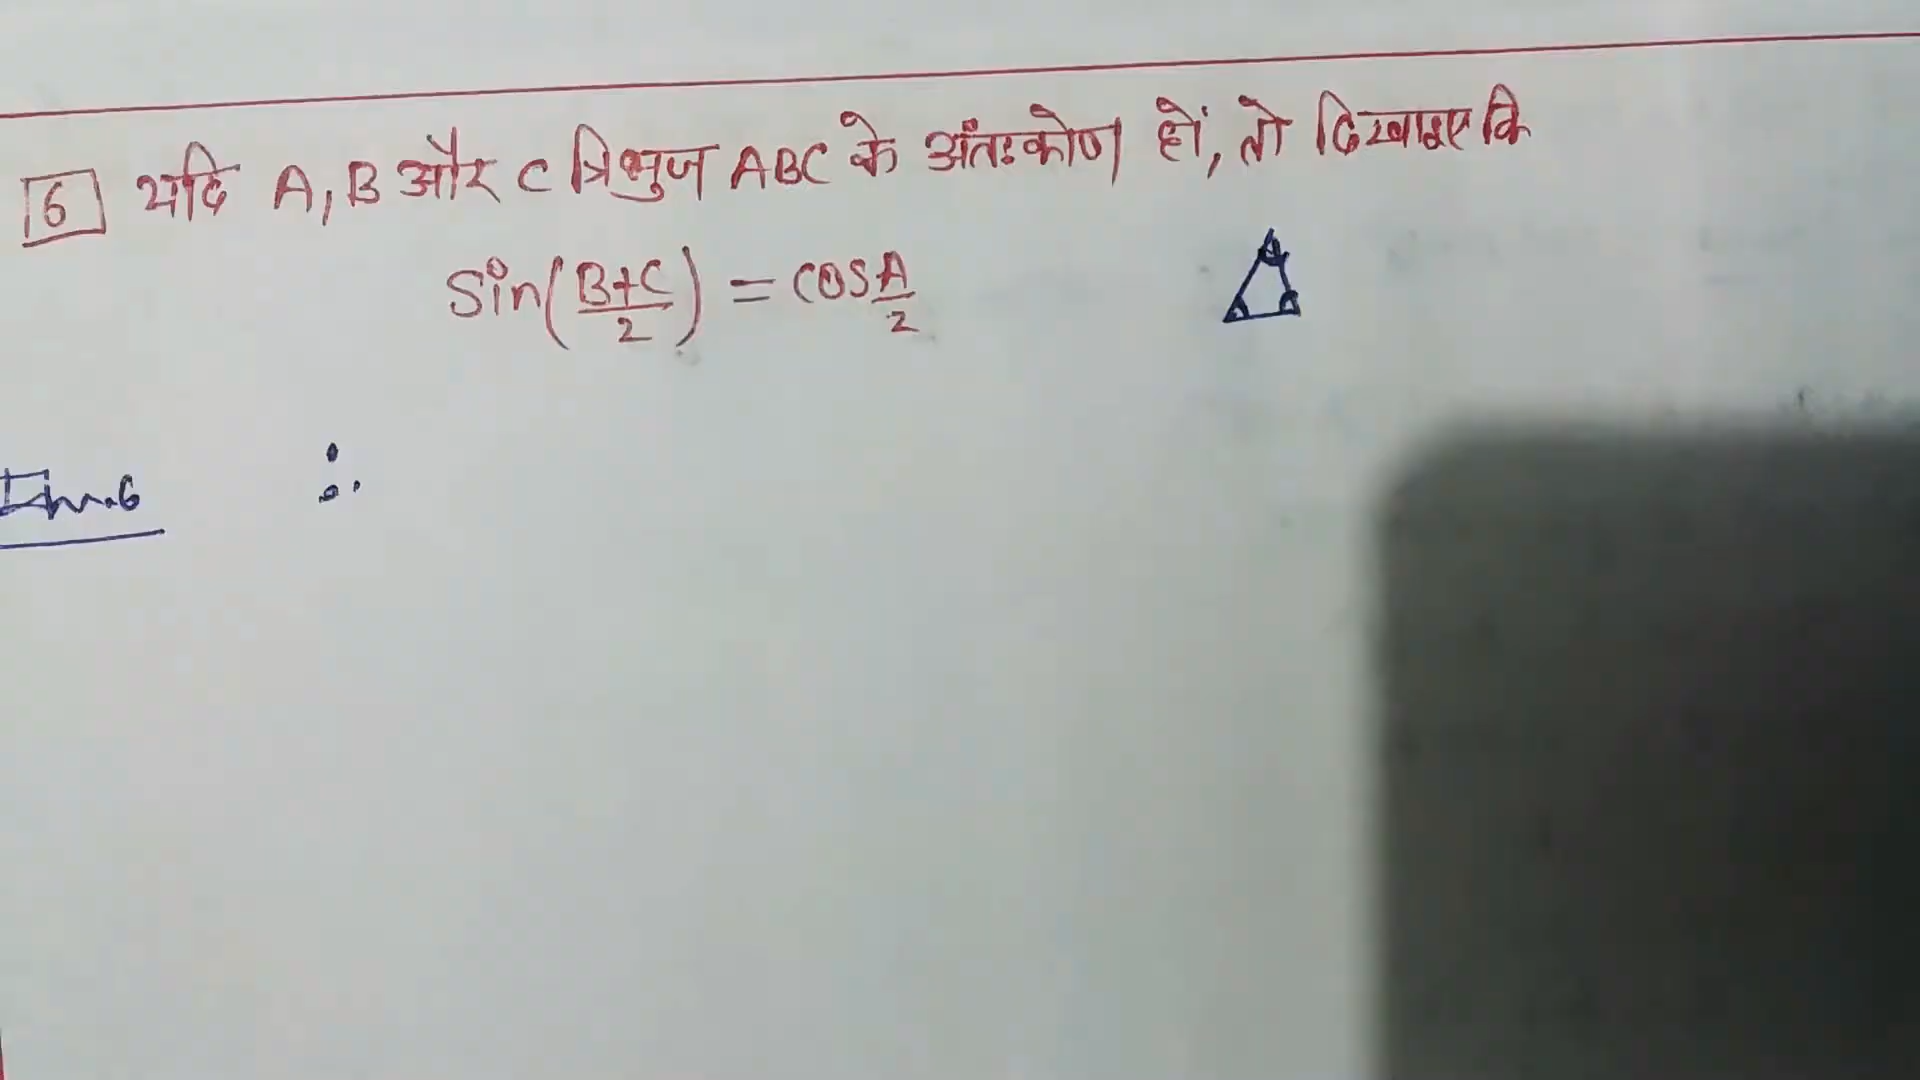 6 यदि A, B और C त्रिभुज ABC के अंतःकोण हों, तो दिखाइए कि
Sin(B+C/2) = cos A/2
∴